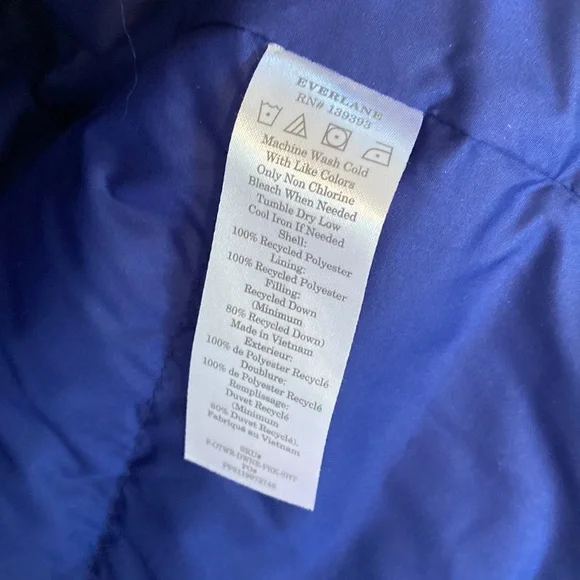 EVERLANE
RN# 139393
Machine Wash Cold
With Like Colors
Only Non Chlorine
Bleach When Needed
Tumble Dry Low
Cool Iron If Needed
Shell:
100% Recycled Polyester
Lining:
100% Recycled Polyester
Filling:
Recycled Down
(Minimum
80% Recycled Down)
Made in Vietnam
Exterieur:
100% de Polyester Recyclé
Doublure:
100% de Polyester Recyclé
Remplissage:
Duvet Recyclé
(Minimum
80% Duvet Recyclé).
Fabriqué au Vietnam
SKU#
PO#